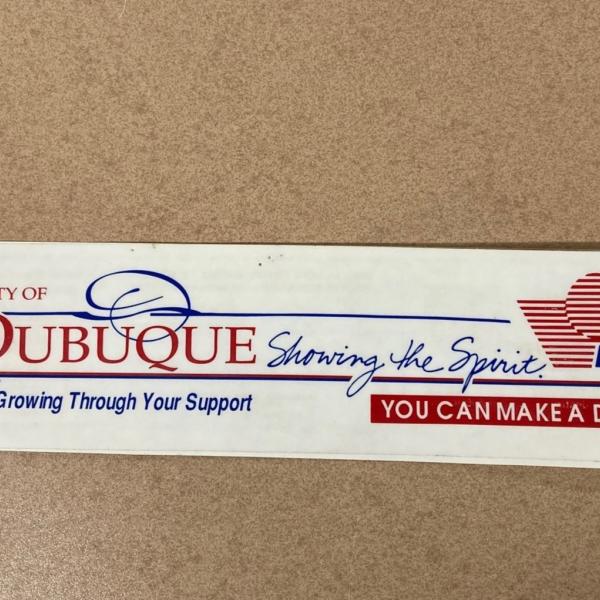 TY OF
DUBUQUE Showing the Spirit.
Growing Through Your Support
YOU CAN MAKE A D